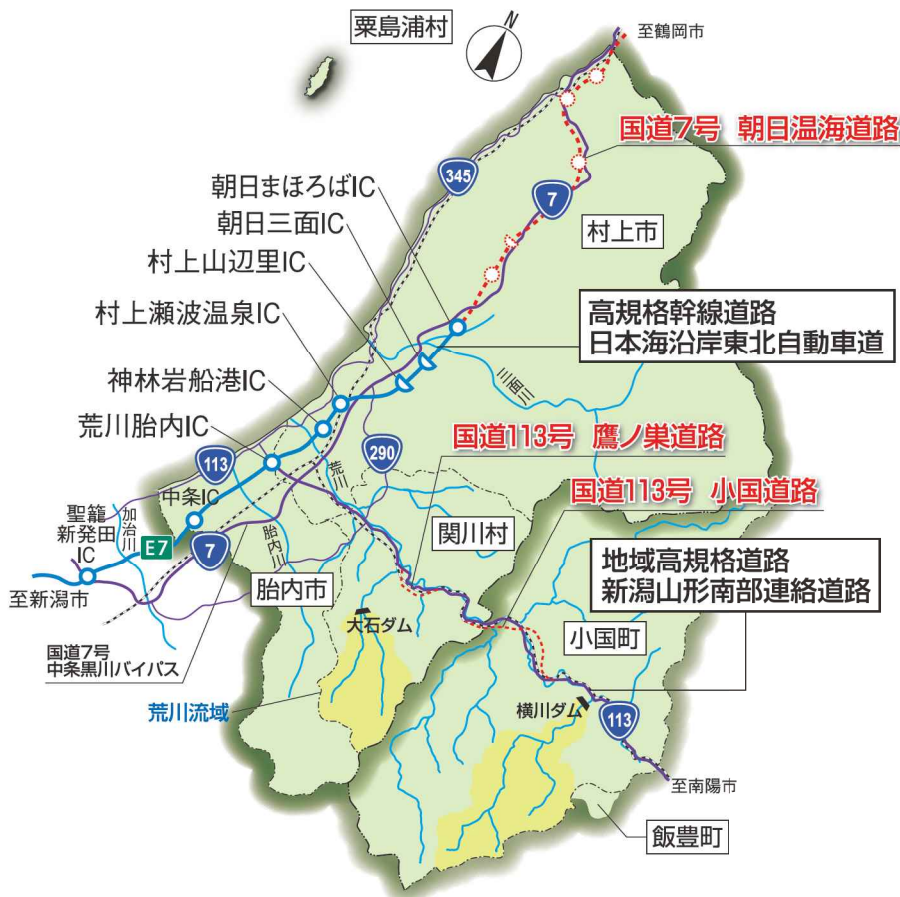 粟島浦村
N
至鶴岡市
国道7号 朝日温海道路
345
7
朝日まほろばIC
朝日三面IC
村上市
村上山辺里IC
高規格幹線道路
日本海沿岸東北自動車道
村上瀬波温泉IC
三面川
神林岩船港IC
荒川胎内IC
国道113号 鷹ノ巣道路
290
113
荒川
国道113号 小国道路
中条IC
聖籠
新発田
IC
加治川
関川村
E7
7
胎内川
地域高規格道路
新潟山形南部連絡道路
胎内市
至新潟市
大石ダム
小国町
国道7号
中条黒川バイパス
荒川流域
横川ダム
113
至南陽市
飯豊町